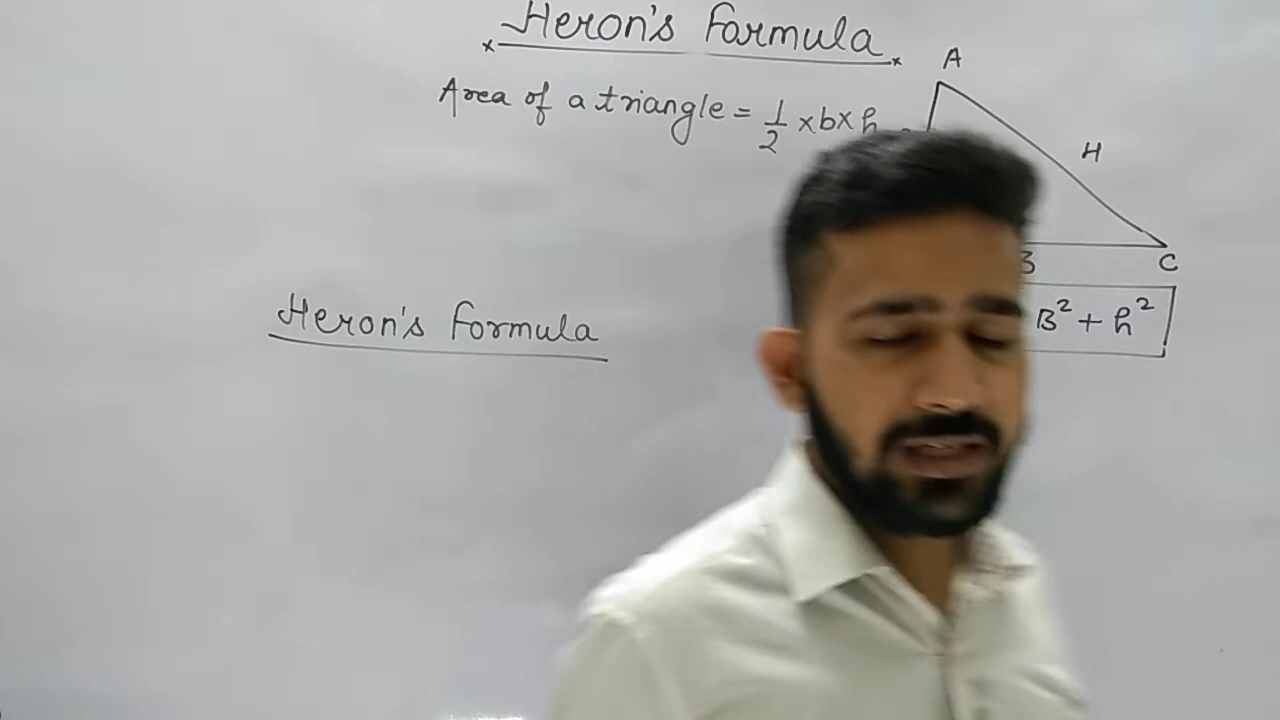 Heron's Formula
Area of a triangle = 1/2 × b × h
A
H
B
C
B² + h²
Heron's Formula